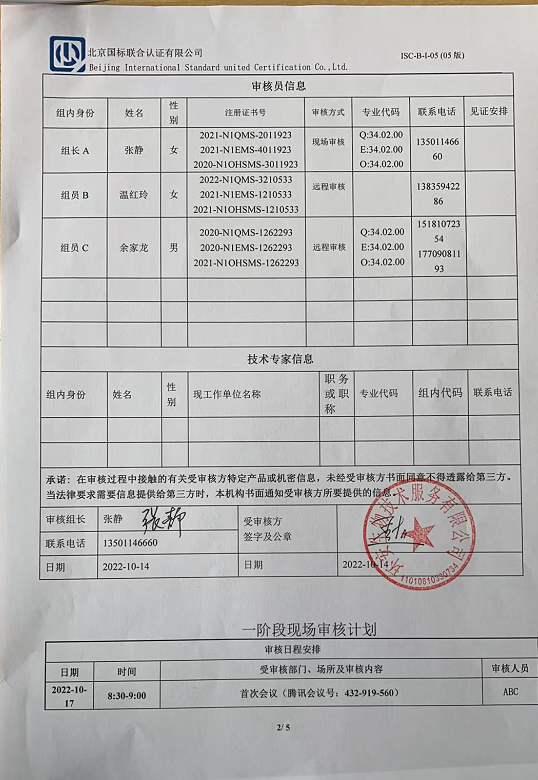 北京国标联合认证有限公司
ISC-B-I-05 (05 版)
Beijing International Standard united Certification Co.,Ltd.
审核员信息
组内身份 姓名 性别 注册证书号 审核方式 专业代码 联系电话 见证安排
组长 A 张静 女 2021-N1QMS-2011923 现场审核 Q:34.02.00 13501146660
2021-N1EMS-4011923 E:34.02.00
2020-N1OHSMS-3011923 O:34.02.00
组员 B 温红玲 女 2022-N1QMS-3210533 远程审核 13835942286
2021-N1EMS-1210533
2021-N1OHSMS-1210533
组员 C 余家龙 男 2020-N1QMS-1262293 远程审核 Q:34.02.00 15181072354
2020-N1EMS-1262293 E:34.02.00 17709081193
2021-N1OHSMS-1262293 O:34.02.00
技术专家信息
组内身份 姓名 性别 现工作单位名称 职务或职称 专业代码 组内代码 联系电话
承诺：在审核过程中接触的有关受审核方特定产品或机密信息，未经受审核方书面同意不得透露给第三方。
当法律要求需要信息提供给第三方时，本机构书面通知受审核方所要提供的信息。
审核组长 张静 张静 受审核方
签字及公章
联系电话 13501146660
日期 2022-10-14 日期 2022-10-14
技术服务有限公司
11010810330734
一阶段现场审核计划
审核日程安排
日期 时间 受审核部门、场所及审核内容 审核人员
2022-10-17 8:30-9:00 首次会议（腾讯会议号：432-919-560） ABC
2/ 5